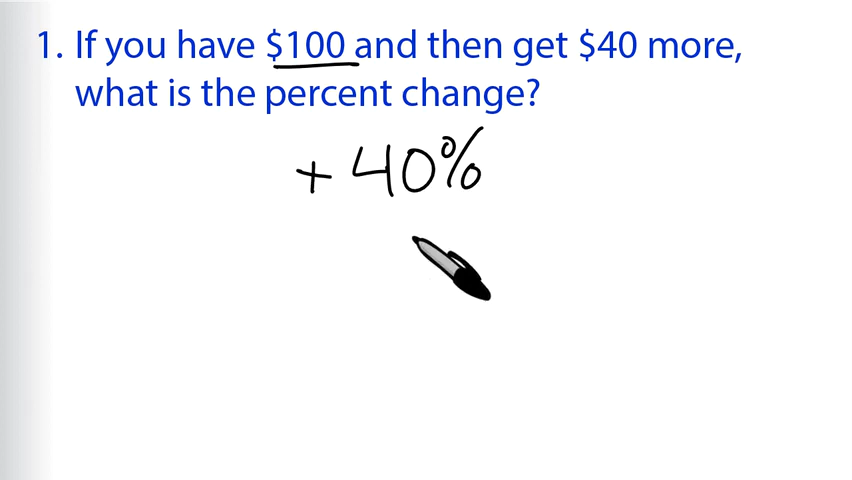 1. If you have $100 and then get $40 more,
what is the percent change?
+ 40%